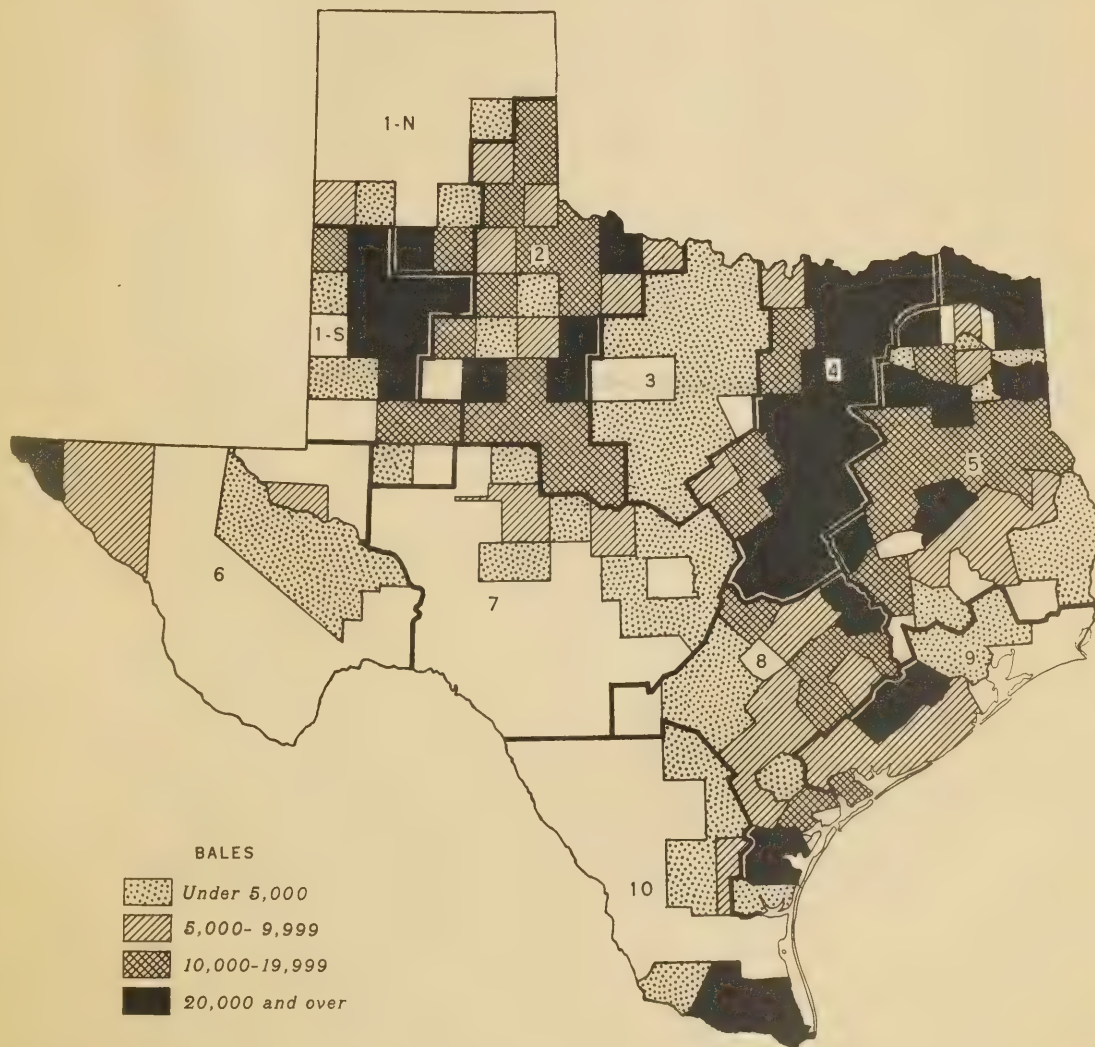 1-N
2
1-S
3
4
5
6
7
8
9
10
BALES
Under 5,000
5,000- 9,999
10,000-19,999
20,000 and over